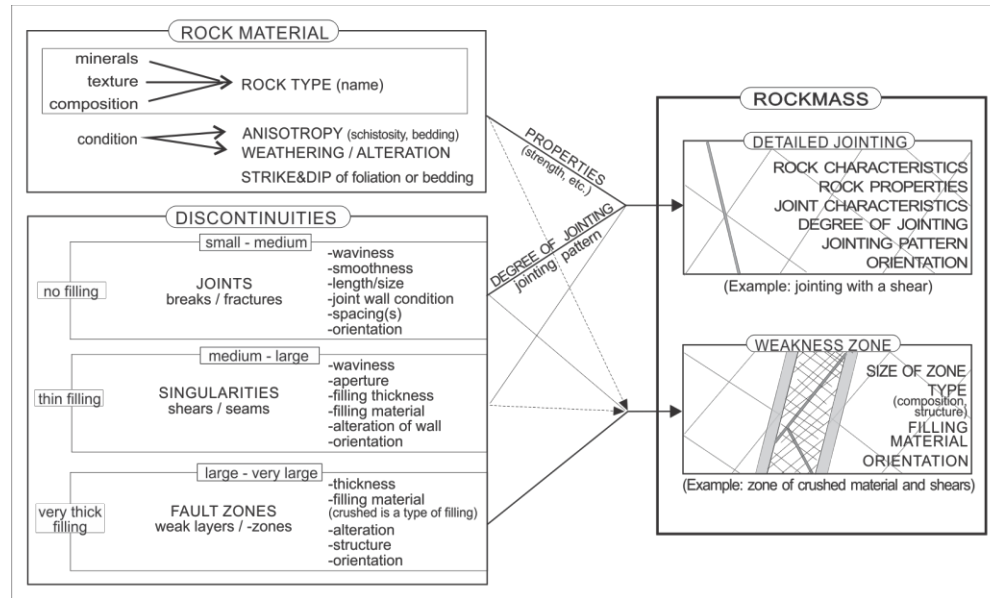 ROCK MATERIAL
minerals
texture
composition
ROCK TYPE (name)
condition
ANISOTROPY (schistosity, bedding)
WEATHERING / ALTERATION
STRIKE&DIP of foliation or bedding
DISCONTINUITIES
small - medium
no filling
JOINTS
breaks / fractures
-waviness
-smoothness
-length/size
-joint wall condition
-spacing(s)
-orientation
medium - large
thin filling
SINGULARITIES
shears / seams
-waviness
-aperture
-filling thickness
-filling material
-alteration of wall
-orientation
large - very large
very thick
filling
FAULT ZONES
weak layers / -zones
-thickness
-filling material
(crushed is a type of filling)
-alteration
-structure
-orientation
PROPERTIES
(strength, etc.)
DEGREE OF JOINTING
jointing pattern
ROCKMASS
DETAILED JOINTING
ROCK CHARACTERISTICS
ROCK PROPERTIES
JOINT CHARACTERISTICS
DEGREE OF JOINTING
JOINTING PATTERN
ORIENTATION
(Example: jointing with a shear)
WEAKNESS ZONE
SIZE OF ZONE
TYPE
(composition,
structure)
FILLING
MATERIAL
ORIENTATION
(Example: zone of crushed material and shears)